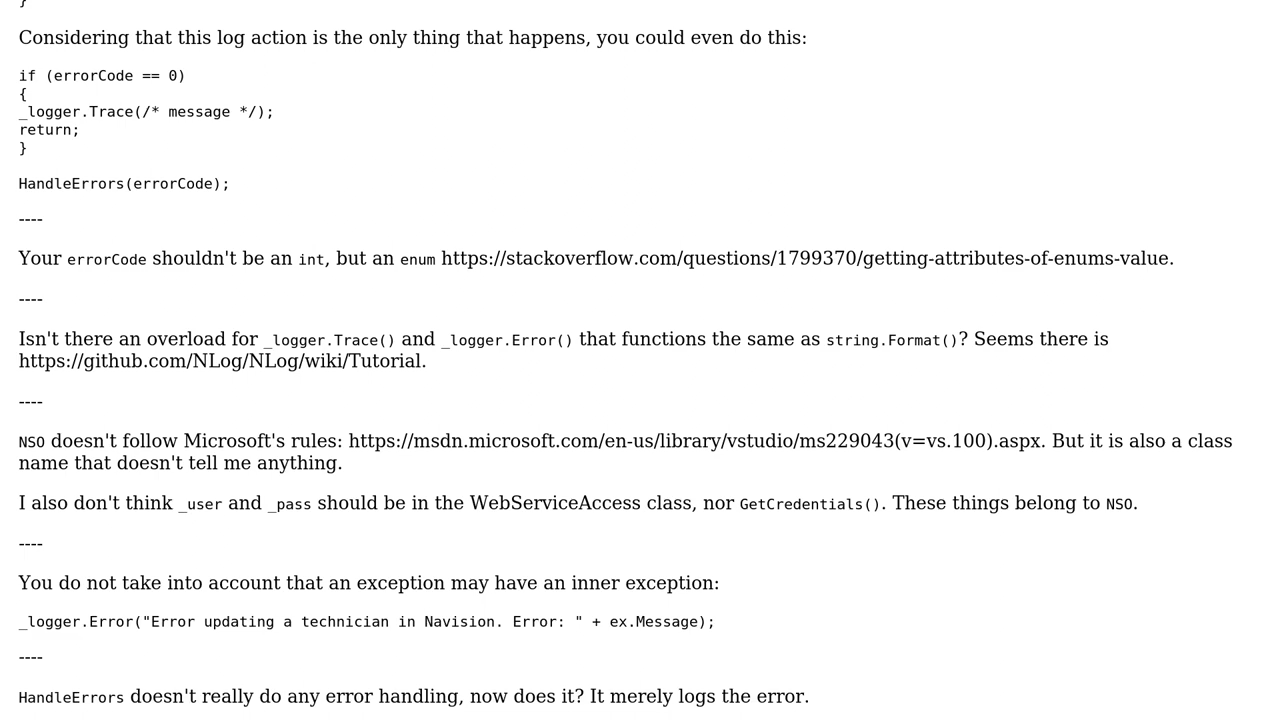 }
Considering that this log action is the only thing that happens, you could even do this:
if (errorCode == 0)
{
_logger.Trace(/* message */);
return;
}
HandleErrors(errorCode);
----
Your errorCode shouldn't be an int, but an enum https://stackoverflow.com/questions/1799370/getting-attributes-of-enums-value.
----
Isn't there an overload for _logger.Trace() and _logger.Error() that functions the same as string.Format()? Seems there is
https://github.com/NLog/NLog/wiki/Tutorial.
----
NSO doesn't follow Microsoft's rules: https://msdn.microsoft.com/en-us/library/vstudio/ms229043(v=vs.100).aspx. But it is also a class
name that doesn't tell me anything.
I also don't think _user and _pass should be in the WebServiceAccess class, nor GetCredentials(). These things belong to NSO.
----
You do not take into account that an exception may have an inner exception:
_logger.Error("Error updating a technician in Navision. Error: " + ex.Message);
----
HandleErrors doesn't really do any error handling, now does it? It merely logs the error.